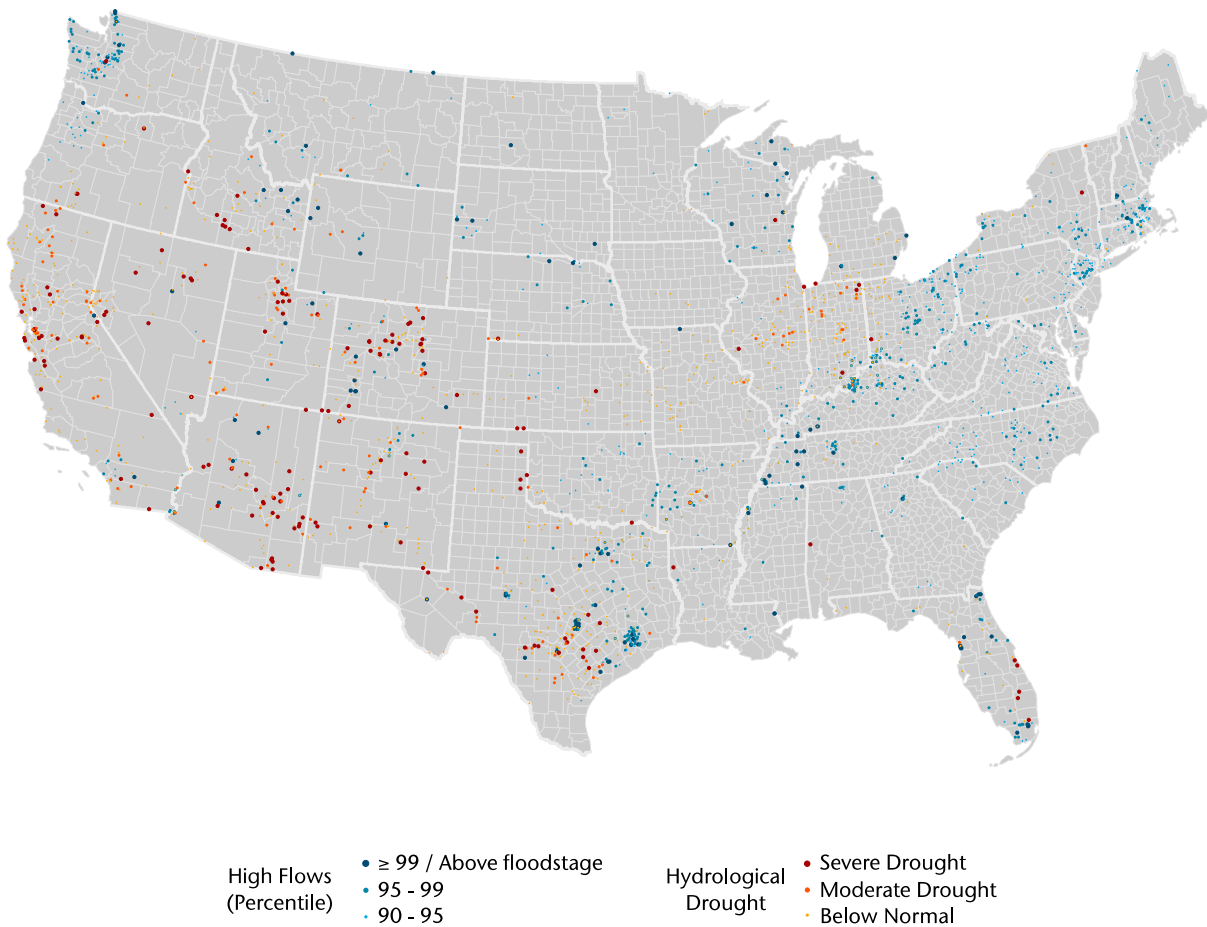 High Flows
(Percentile)
≥ 99 / Above floodstage
95 - 99
90 - 95
Hydrological
Drought
Severe Drought
Moderate Drought
Below Normal